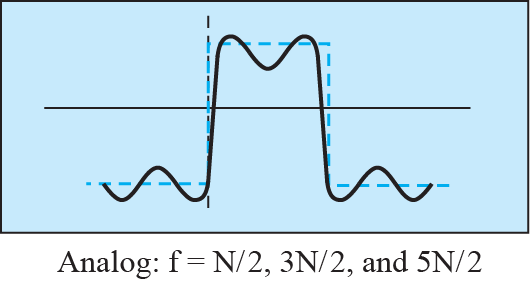 Analog: f = N/2, 3N/2, and 5N/2